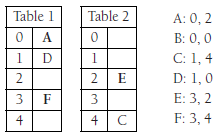 Table 1 Table 2 A: 0, 2
0 A 0 B: 0, 0
1 D 1 C: 1, 4
2 2 E D: 1, 0
3 F 3 E: 3, 2
4 4 C F: 3, 4